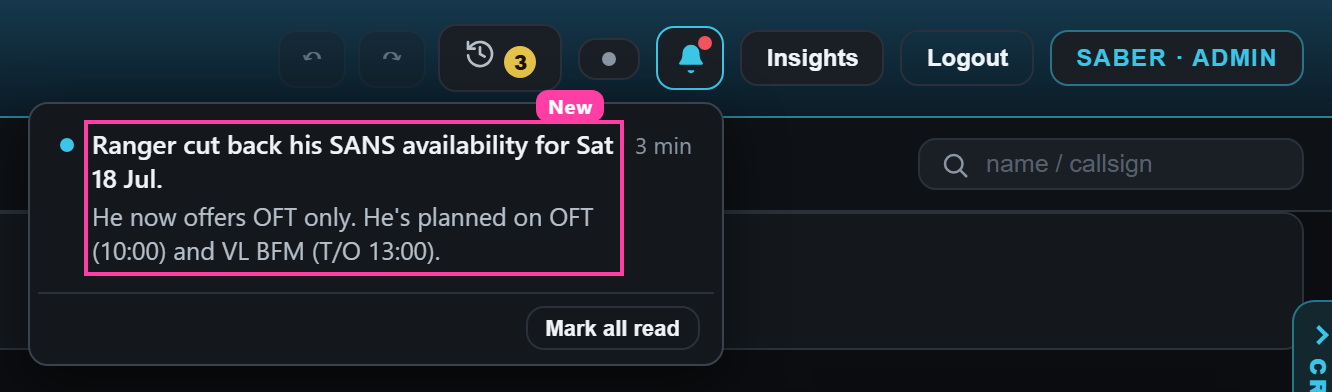 3
Insights
Logout
SABER · ADMIN
New
Ranger cut back his SANS availability for Sat
18 Jul.
3 min
He now offers OFT only. He's planned on OFT
(10:00) and VL BFM (T/O 13:00).
Mark all read
name / callsign